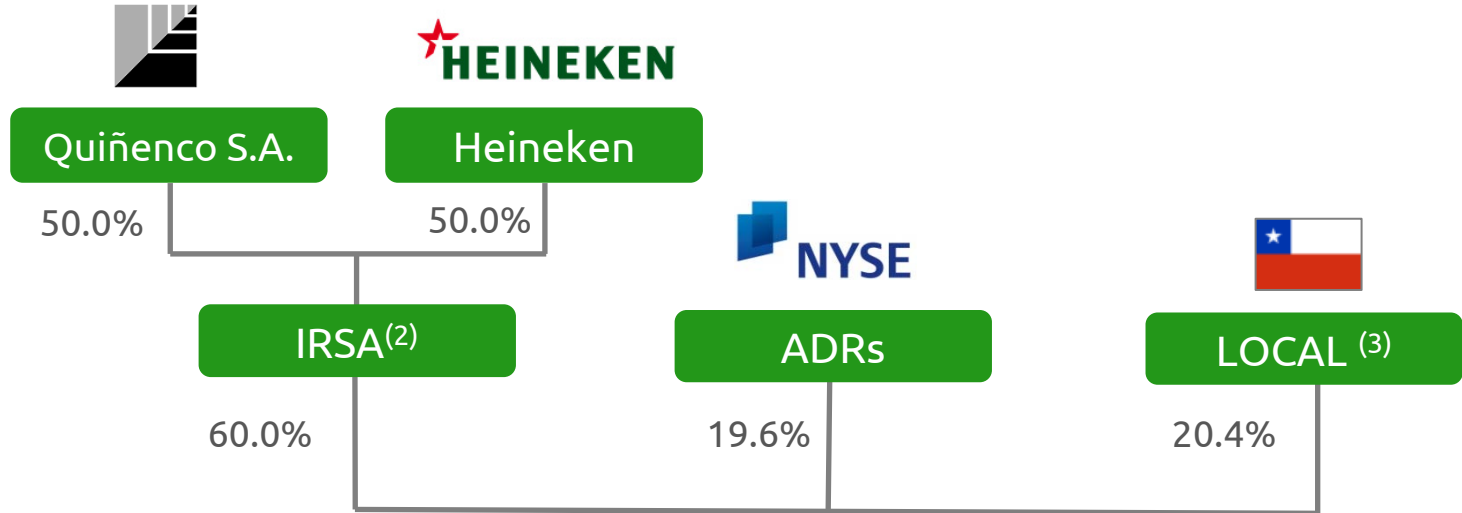 HEINEKEN
Quiñenco S.A.
Heineken
50.0%
50.0%
NYSE
IRSA(2)
ADRs
LOCAL (3)
60.0%
19.6%
20.4%